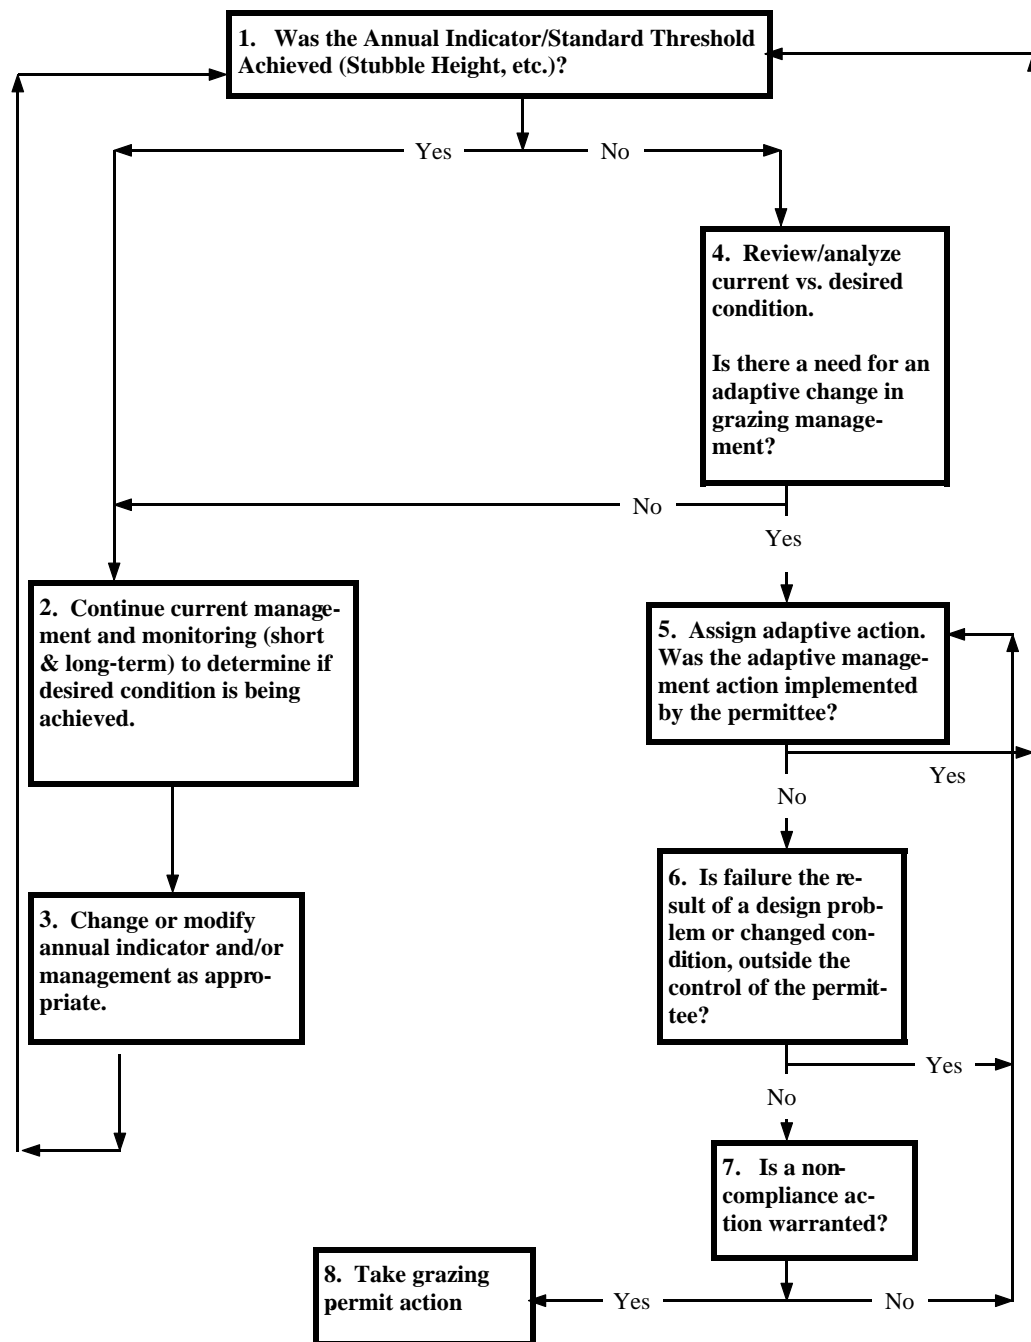 1. Was the Annual Indicator/Standard Threshold
Achieved (Stubble Height, etc.)?
Yes
No
4. Review/analyze
current vs. desired
condition.
Is there a need for an
adaptive change in
grazing manage-
ment?
No
Yes
2. Continue current manage-
ment and monitoring (short
& long-term) to determine if
desired condition is being
achieved.
5. Assign adaptive action.
Was the adaptive manage-
ment action implemented
by the permittee?
Yes
No
3. Change or modify
annual indicator and/or
management as appro-
priate.
6. Is failure the re-
sult of a design prob-
lem or changed con-
dition, outside the
control of the permit-
tee?
Yes
No
7. Is a non-
compliance ac-
tion warranted?
8. Take grazing
permit action
Yes
No